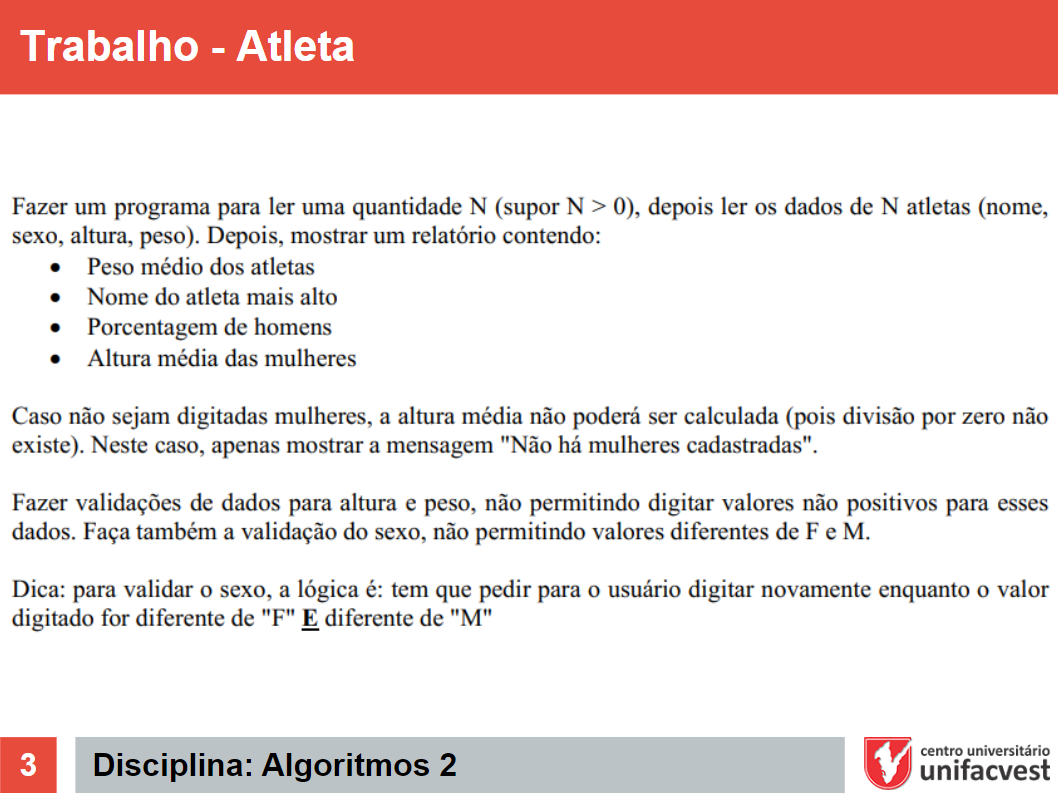 Trabalho - Atleta
Fazer um programa para ler uma quantidade N (supor N > 0), depois ler os dados de N atletas (nome,
sexo, altura, peso). Depois, mostrar um relatório contendo:
• Peso médio dos atletas
• Nome do atleta mais alto
• Porcentagem de homens
• Altura média das mulheres
Caso não sejam digitadas mulheres, a altura média não poderá ser calculada (pois divisão por zero não
existe). Neste caso, apenas mostrar a mensagem "Não há mulheres cadastradas".
Fazer validações de dados para altura e peso, não permitindo digitar valores não positivos para esses
dados. Faça também a validação do sexo, não permitindo valores diferentes de F e M.
Dica: para validar o sexo, a lógica é: tem que pedir para o usuário digitar novamente enquanto o valor
digitado for diferente de "F" E diferente de "M"
3
Disciplina: Algoritmos 2
centro universitário
unifacvest